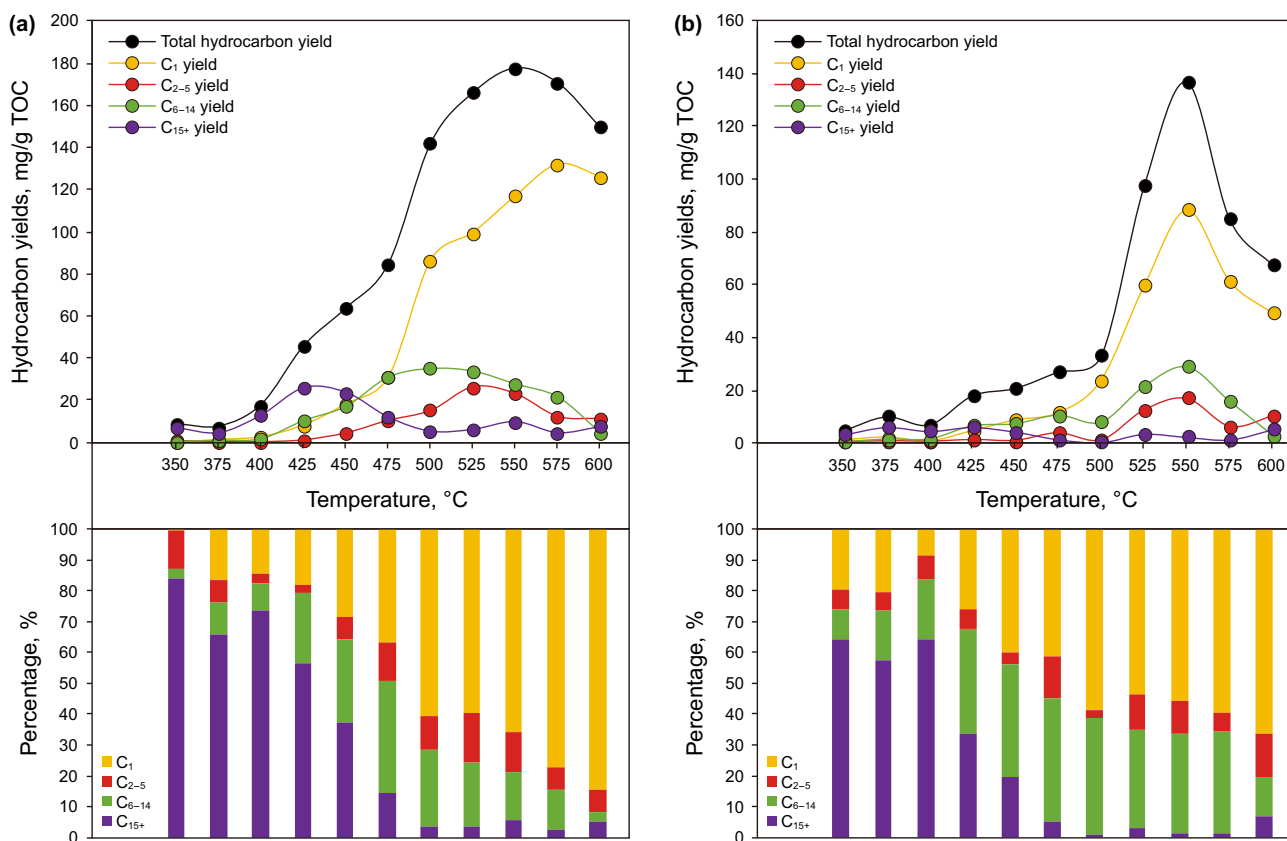 (a)
200
180
160
140
120
100
80
60
40
20
0
Hydrocarbon yields, mg/g TOC
Total hydrocarbon yield
C₁ yield
C₂₋₅ yield
C₆₋₁₄ yield
C₁₅₊ yield
350 375 400 425 450 475 500 525 550 575 600
Temperature, °C
100
90
80
70
60
50
40
30
20
10
0
Percentage, %
C₁
C₂₋₅
C₆₋₁₄
C₁₅₊
(b)
160
140
120
100
80
60
40
20
0
Hydrocarbon yields, mg/g TOC
Total hydrocarbon yield
C₁ yield
C₂₋₅ yield
C₆₋₁₄ yield
C₁₅₊ yield
350 375 400 425 450 475 500 525 550 575 600
Temperature, °C
100
90
80
70
60
50
40
30
20
10
0
Percentage, %
C₁
C₂₋₅
C₆₋₁₄
C₁₅₊